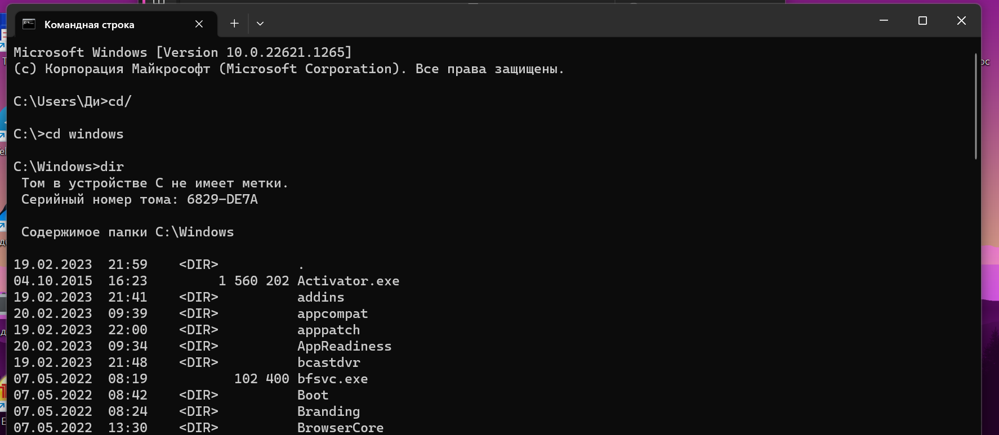 Командная строка
Microsoft Windows [Version 10.0.22621.1265]
(c) Корпорация Майкрософт (Microsoft Corporation). Все права защищены.
C:\Users\Ди>cd/
C:\>cd windows
C:\Windows>dir
Том в устройстве C не имеет метки.
Серийный номер тома: 6829-DE7A
Содержимое папки C:\Windows
19.02.2023 21:59 <DIR> .
04.10.2015 16:23 1 560 202 Activator.exe
19.02.2023 21:41 <DIR> addins
20.02.2023 09:39 <DIR> appcompat
19.02.2023 22:00 <DIR> apppatch
20.02.2023 09:34 <DIR> AppReadiness
19.02.2023 21:48 <DIR> bcastdvr
07.05.2022 08:19 102 400 bfsvc.exe
07.05.2022 08:42 <DIR> Boot
07.05.2022 08:24 <DIR> Branding
07.05.2022 13:30 <DIR> BrowserCore